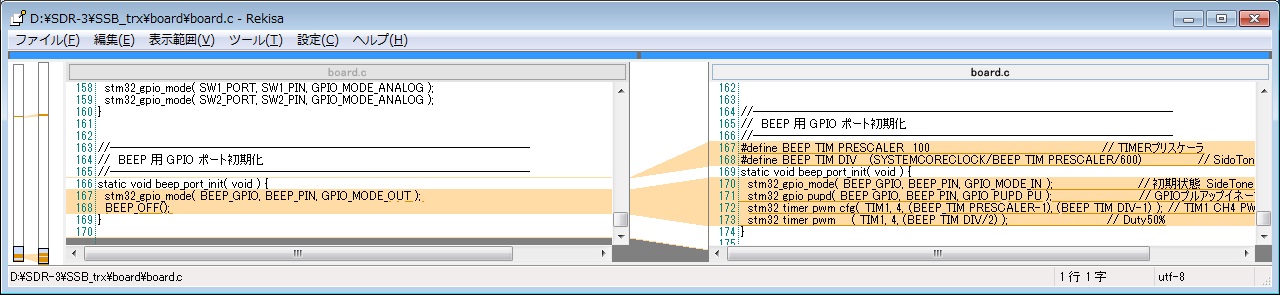 D:¥SDR-3¥SSB_trx¥board¥board.c - Rekisa
ファイル(F) 編集(E) 表示範囲(V) ツール(T) 設定(C) ヘルプ(H)
board.c
158 stm32_gpio_mode( SW1_PORT, SW1_PIN, GPIO_MODE_ANALOG );
159 stm32_gpio_mode( SW2_PORT, SW2_PIN, GPIO_MODE_ANALOG );
160 }
161
162
163 //
164 // BEEP 用 GPIO ポート初期化
165 //
166 static void beep_port_init( void ) {
167 stm32_gpio_mode( BEEP_GPIO, BEEP_PIN, GPIO_MODE_OUT );
168 BEEP_OFF();
169 }
170
board.c
162
163
164 //
165 // BEEP 用 GPIO ポート初期化
166 //
167 #define BEEP_TIM_PRESCALER 100 // TIMERプリスケーラ
168 #define BEEP_TIM_DIV (SYSTEMCORECLOCK/BEEP_TIM_PRESCALER/600) // SidoTon
169 static void beep_port_init( void ) {
170 stm32_gpio_mode( BEEP_GPIO, BEEP_PIN, GPIO_MODE_IN ); // 初期状態 SideTone
171 stm32_gpio_pupd( BEEP_GPIO, BEEP_PIN, GPIO_PUPD_PU ); // GPIOプルアップイネー
172 stm32_timer_pwm_cfg( TIM1, 4, (BEEP_TIM_PRESCALER-1), (BEEP_TIM_DIV-1) ); // TIM1 CH4 PW
173 stm32_timer_pwm ( TIM1, 4, (BEEP_TIM_DIV/2) ); // Duty50%
174 }
175
D:¥SDR-3¥SSB_trx¥board¥board.c
1 行 1 字
utf-8